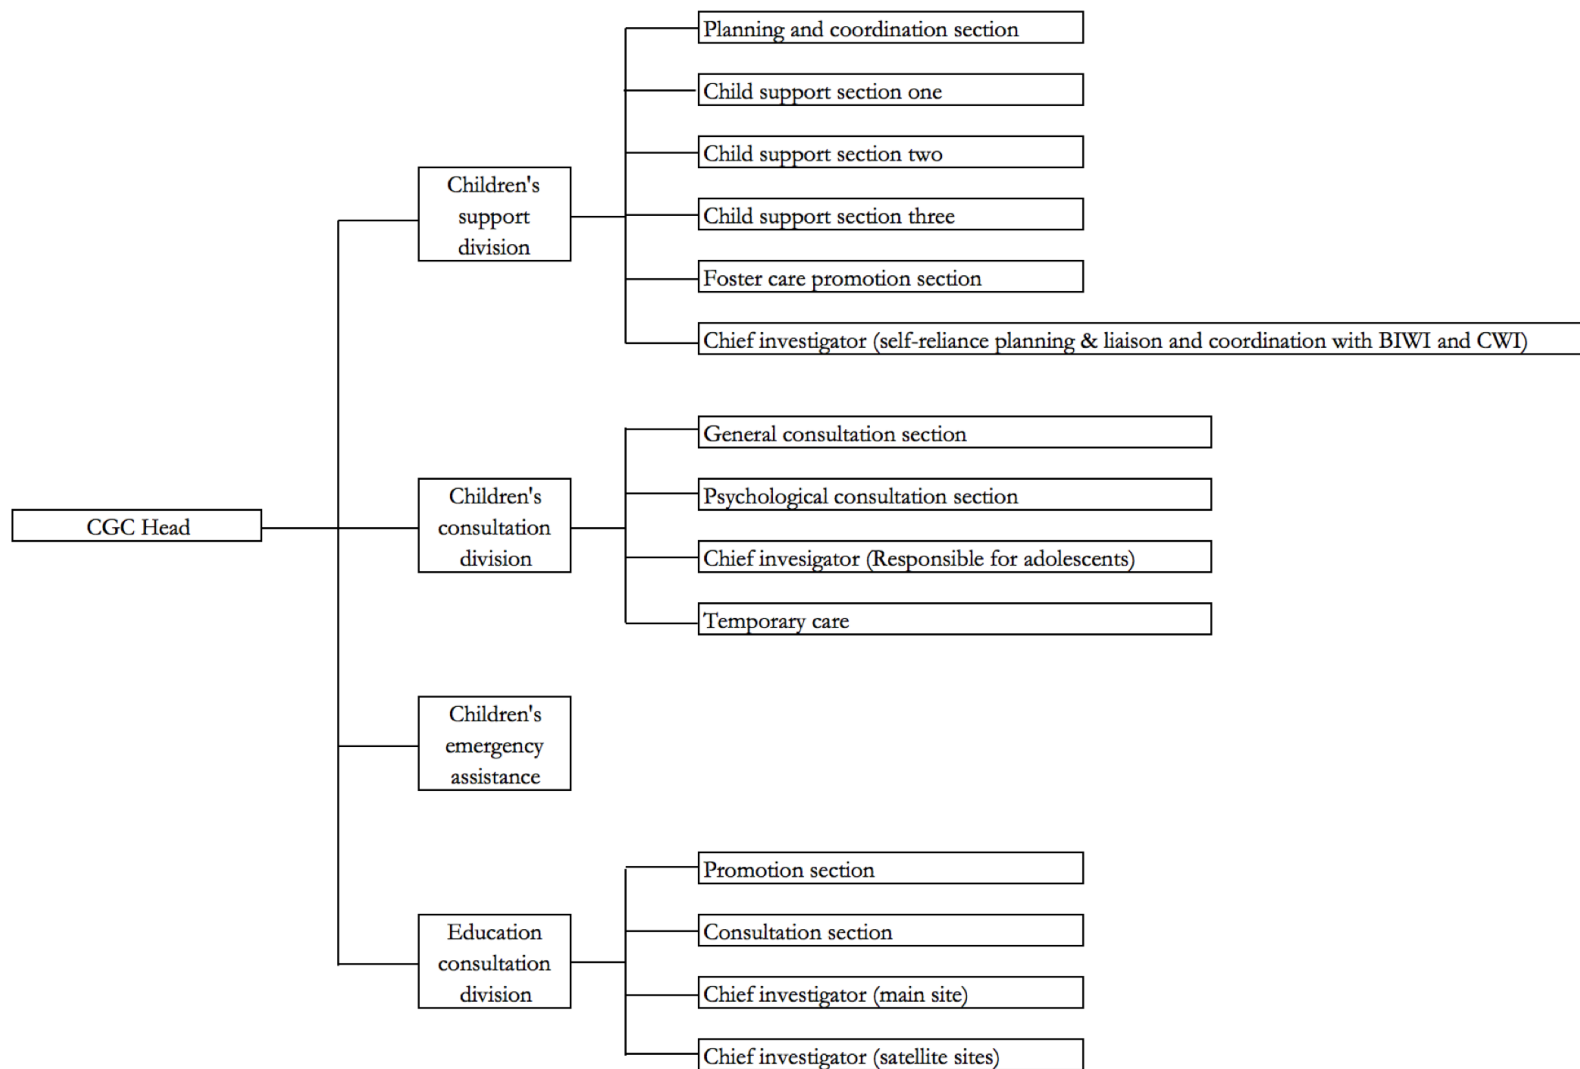 CGC Head
Children's
support
division
Planning and coordination section
Child support section one
Child support section two
Child support section three
Foster care promotion section
Chief investigator (self-reliance planning & liaison and coordination with BIWI and CWI)
Children's
consultation
division
General consultation section
Psychological consultation section
Chief invesigator (Responsible for adolescents)
Temporary care
Children's
emergency
assistance
Education
consultation
division
Promotion section
Consultation section
Chief investigator (main site)
Chief investigator (satellite sites)